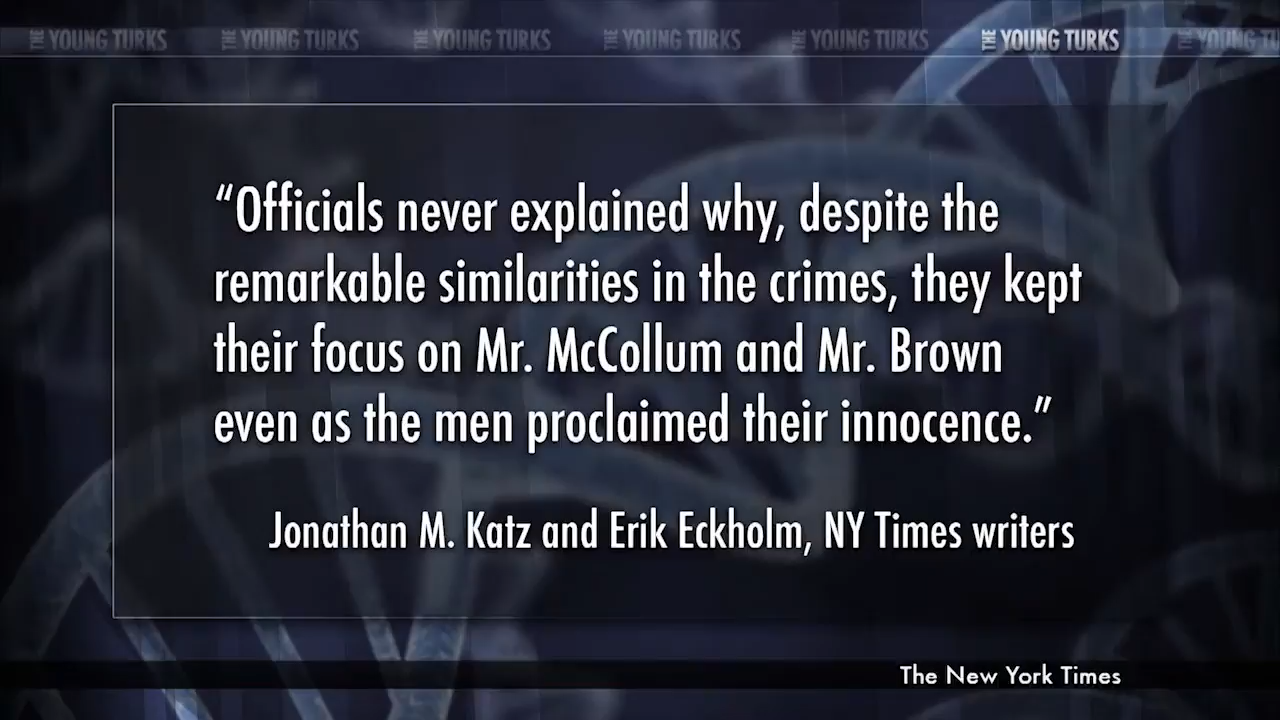 THE YOUNG TURKS THE YOUNG TURKS THE YOUNG TURKS THE YOUNG TURKS THE YOUNG TURKS THE YOUNG TURKS THE YOUNG TU
“Officials never explained why, despite the
remarkable similarities in the crimes, they kept
their focus on Mr. McCollum and Mr. Brown
even as the men proclaimed their innocence.”
Jonathan M. Katz and Erik Eckholm, NY Times writers
The New York Times